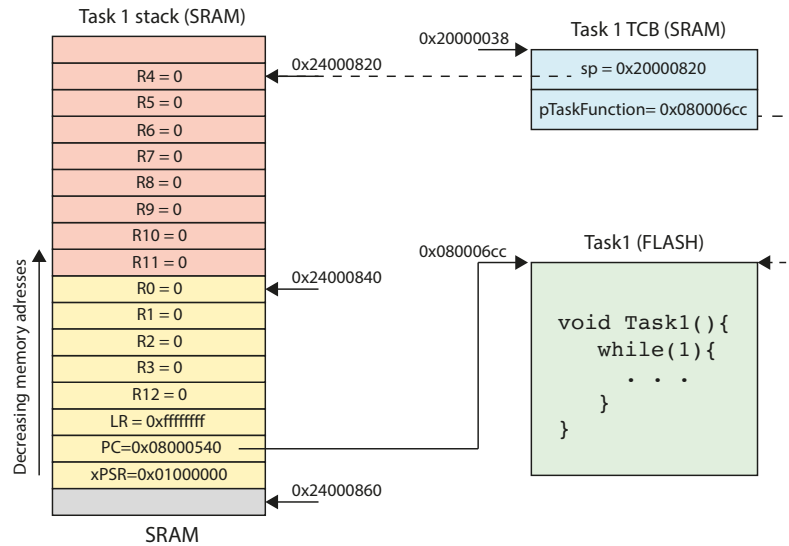 Task 1 stack (SRAM)
R4 = 0
R5 = 0
R6 = 0
R7 = 0
R8 = 0
R9 = 0
R10 = 0
R11 = 0
R0 = 0
R1 = 0
R2 = 0
R3 = 0
R12 = 0
LR = 0xffffffff
PC=0x08000540
xPSR=0x01000000
SRAM
Decreasing memory adresses
0x24000820
0x24000840
0x24000860
0x20000038
Task 1 TCB (SRAM)
sp = 0x20000820
pTaskFunction= 0x080006cc
0x080006cc
Task1 (FLASH)
void Task1(){
while(1){
. . .
}
}